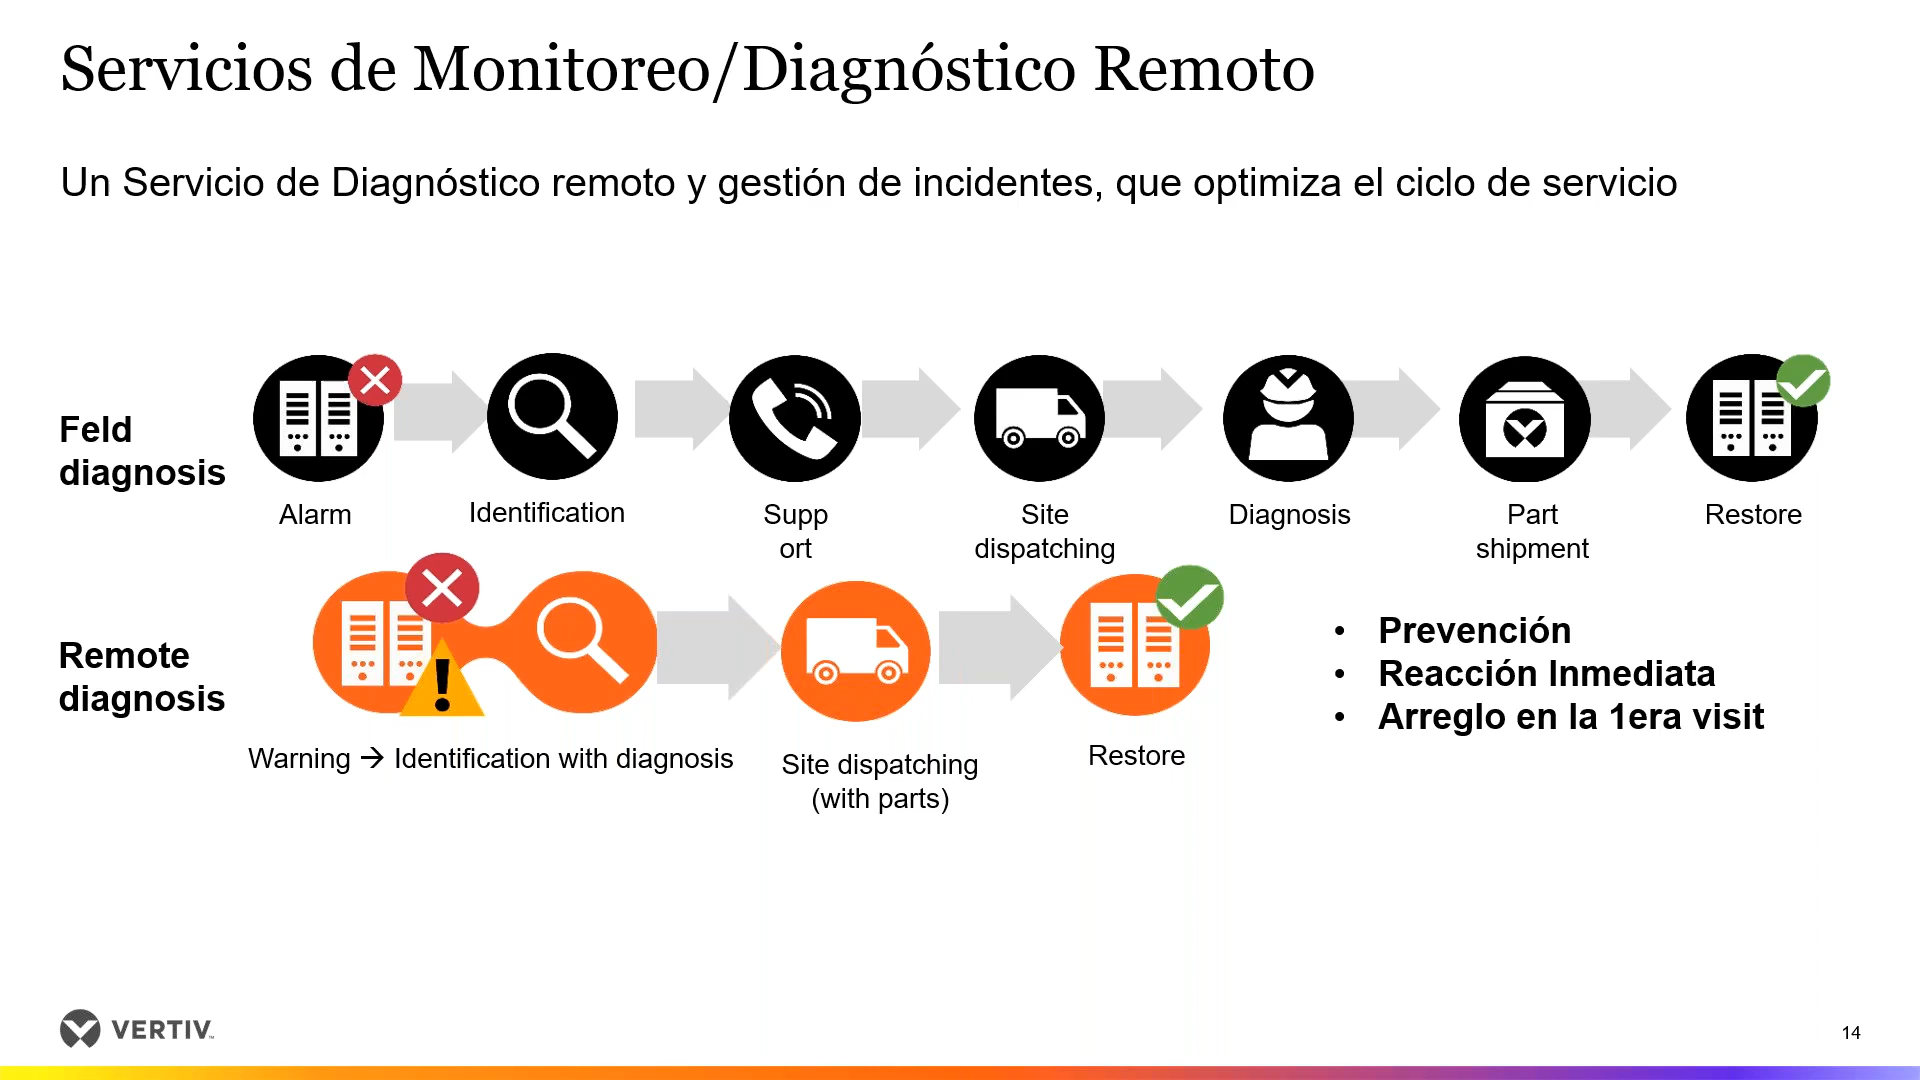 Servicios de Monitoreo/Diagnóstico Remoto
Un Servicio de Diagnóstico remoto y gestión de incidentes, que optimiza el ciclo de servicio
Feld
diagnosis
Alarm
Identification
Supp
ort
Site
dispatching
Diagnosis
Part
shipment
Restore
Remote
diagnosis
Warning → Identification with diagnosis
Site dispatching
(with parts)
Restore
• Prevención
• Reacción Inmediata
• Arreglo en la 1era visit
VERTIV™
14